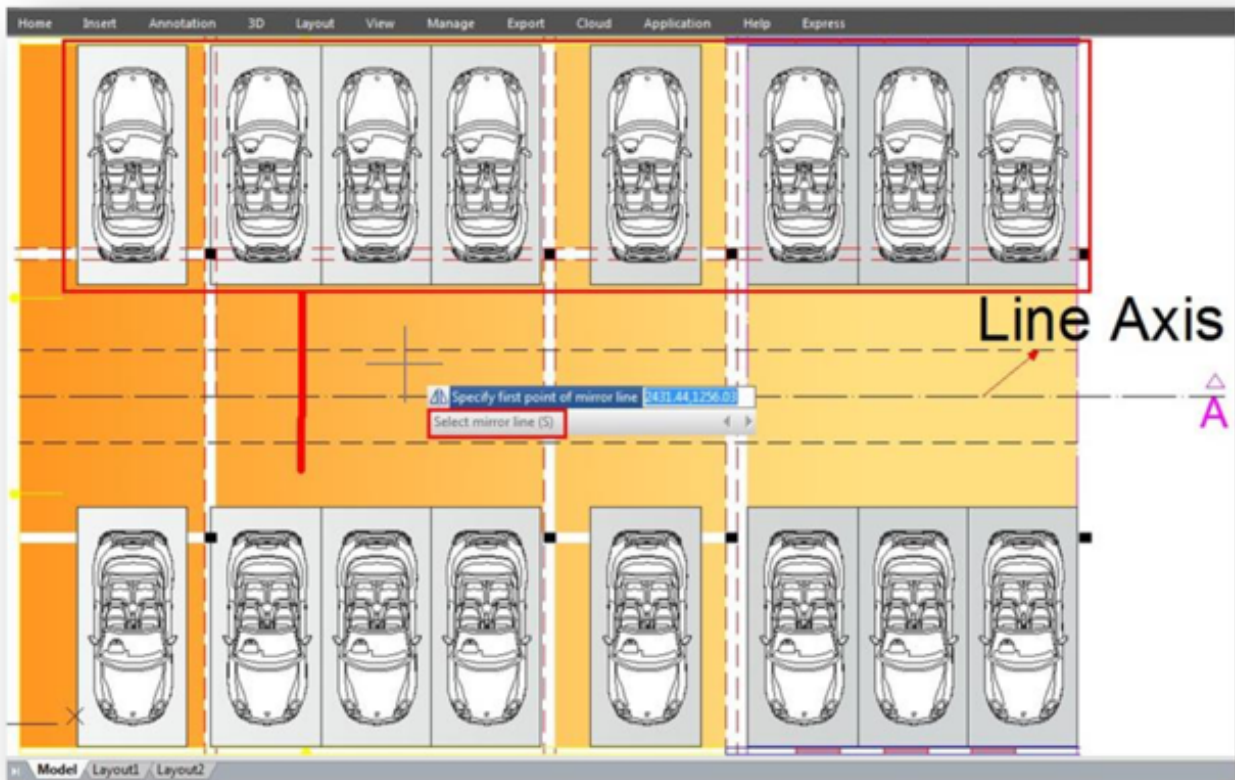 Home Insert Annotation 3D Layout View Manage Export Cloud Application Help Express
Line Axis
Specify first point of mirror line 2431.44,1256.03
Select mirror line (S)
A
Model Layout1 Layout2